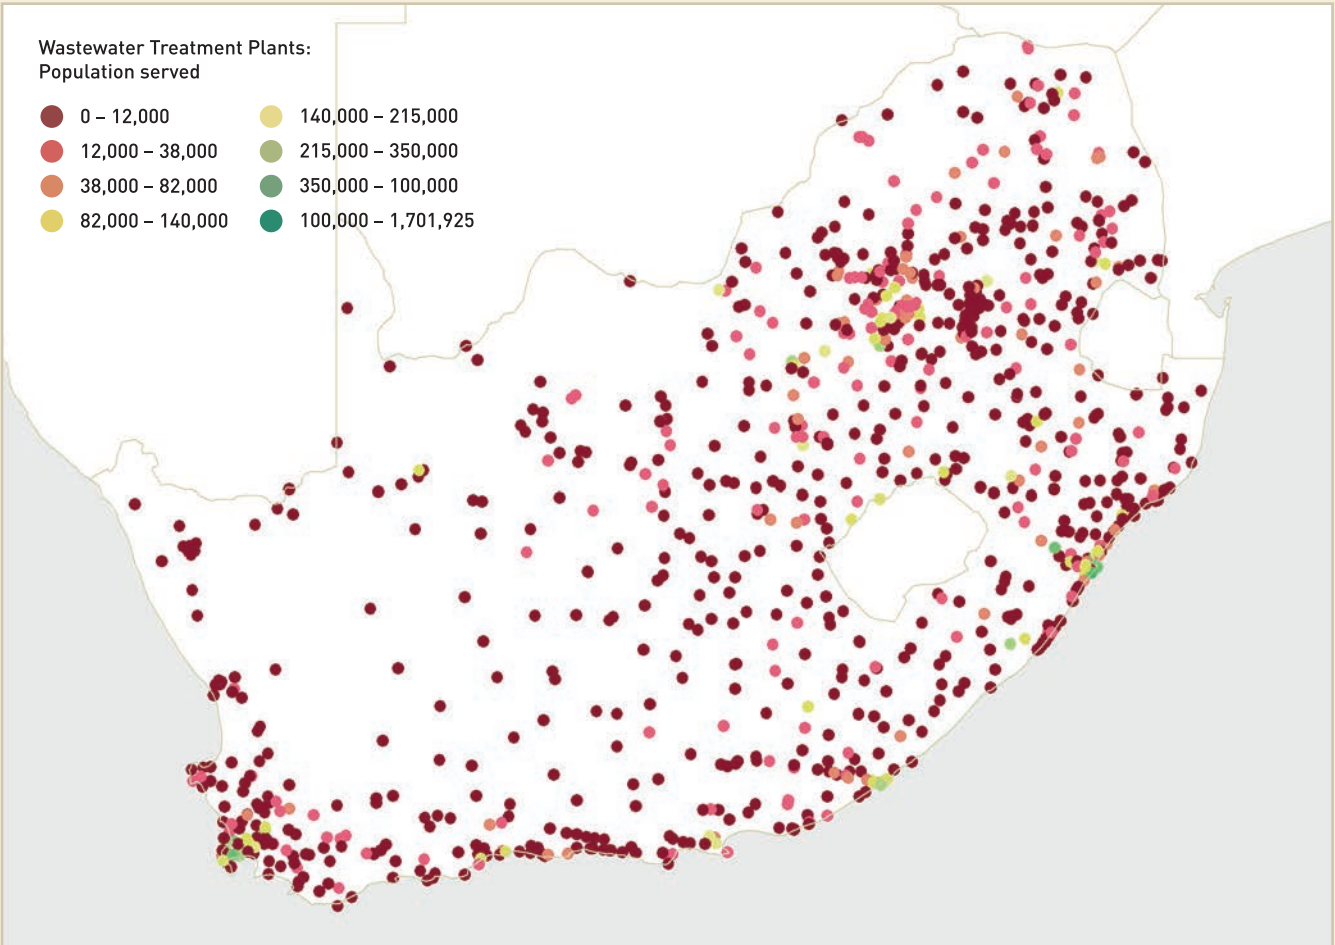 Wastewater Treatment Plants:
Population served
0 – 12,000
12,000 – 38,000
38,000 – 82,000
82,000 – 140,000
140,000 – 215,000
215,000 – 350,000
350,000 – 100,000
100,000 – 1,701,925